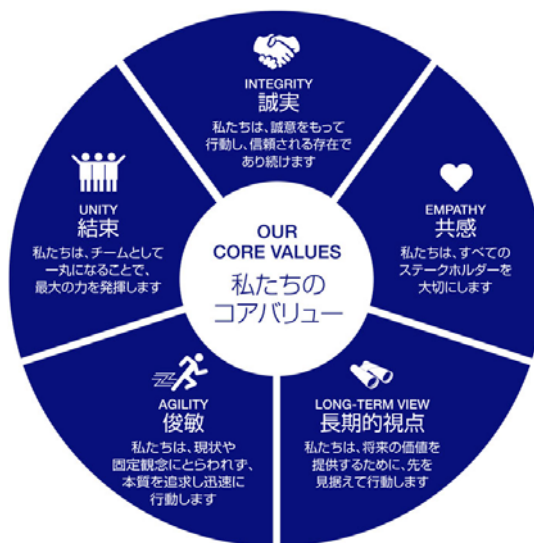 INTEGRITY
誠実
私たちは、誠意をもって
行動し、信頼される存在で
あり続けます
EMPATHY
共感
私たちは、すべての
ステークホルダーを
大切にします
LONG-TERM VIEW
長期的視点
私たちは、将来の価値を
提供するために、先を
見据えて行動します
AGILITY
俊敏
私たちは、現状や
固定観念にとらわれず、
本質を追求し迅速に
行動します
UNITY
結束
私たちは、チームとして
一丸になることで、
最大の力を発揮します
OUR
CORE VALUES
私たちの
コアバリュー